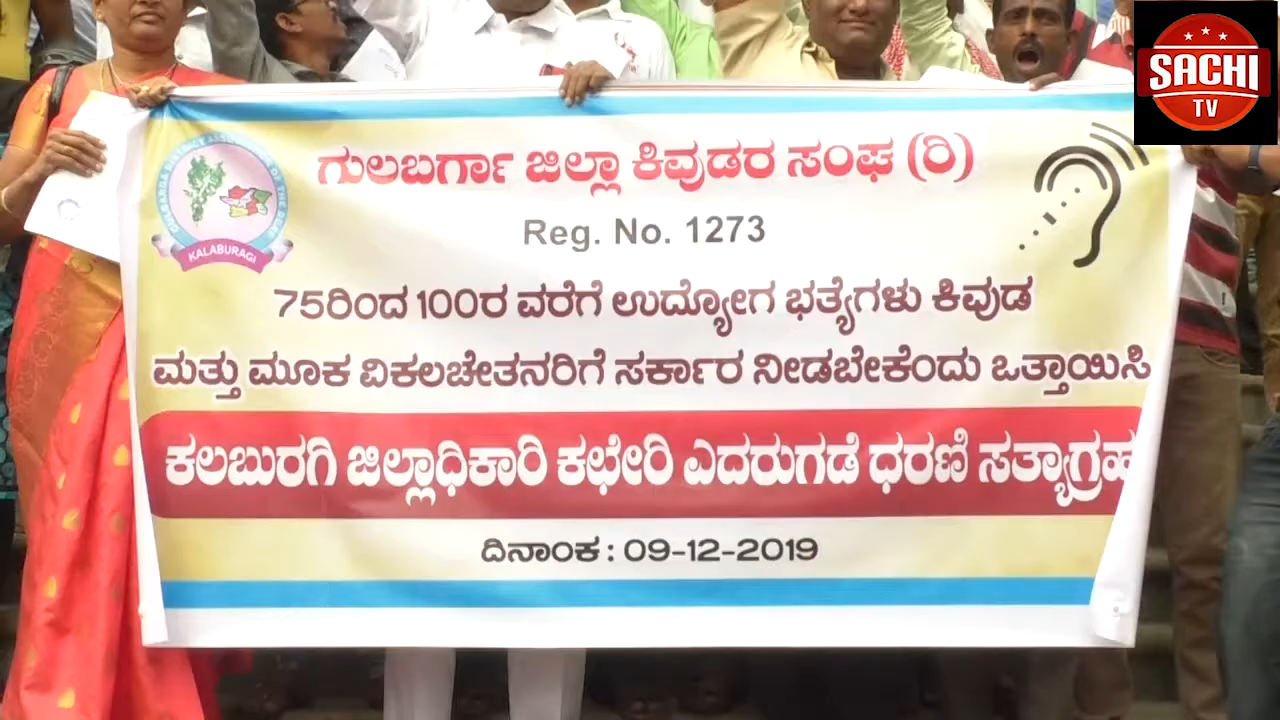 SACHI
TV
ಗುಲಬರ್ಗಾ ಜಿಲ್ಲಾ ಕಿವುಡರ ಸಂಘ (ರಿ)
KALABURAGI
Reg. No. 1273
75ರಿಂದ 100ರ ವರೆಗೆ ಉದ್ಯೋಗ ಭತ್ಯೆಗಳು ಕಿವುಡ
ಮತ್ತು ಮೂಕ ವಿಕಲಚೇತನರಿಗೆ ಸರ್ಕಾರ ನೀಡಬೇಕೆಂದು ಒತ್ತಾಯಿಸಿ
ಕಲಬುರಗಿ ಜಿಲ್ಲಾಧಿಕಾರಿ ಕಛೇರಿ ಎದರುಗಡೆ ಧರಣಿ ಸತ್ಯಾಗ್ರಹ
ದಿನಾಂಕ : 09-12-2019